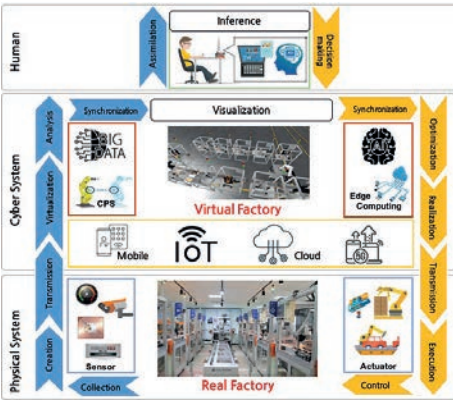 Human
Assimilation
Inference
Decision
making
Cyber System
Analysis
Virtualization
Synchronization
Visualization
Synchronization
Optimization
Realization
BIG
DATA
CPS
Virtual Factory
AI
Edge
Computing
Mobile
IoT
Cloud
5G
Physical System
Transmission
Creation
Sensor
Collection
Real Factory
Actuator
Control
Transmission
Execution